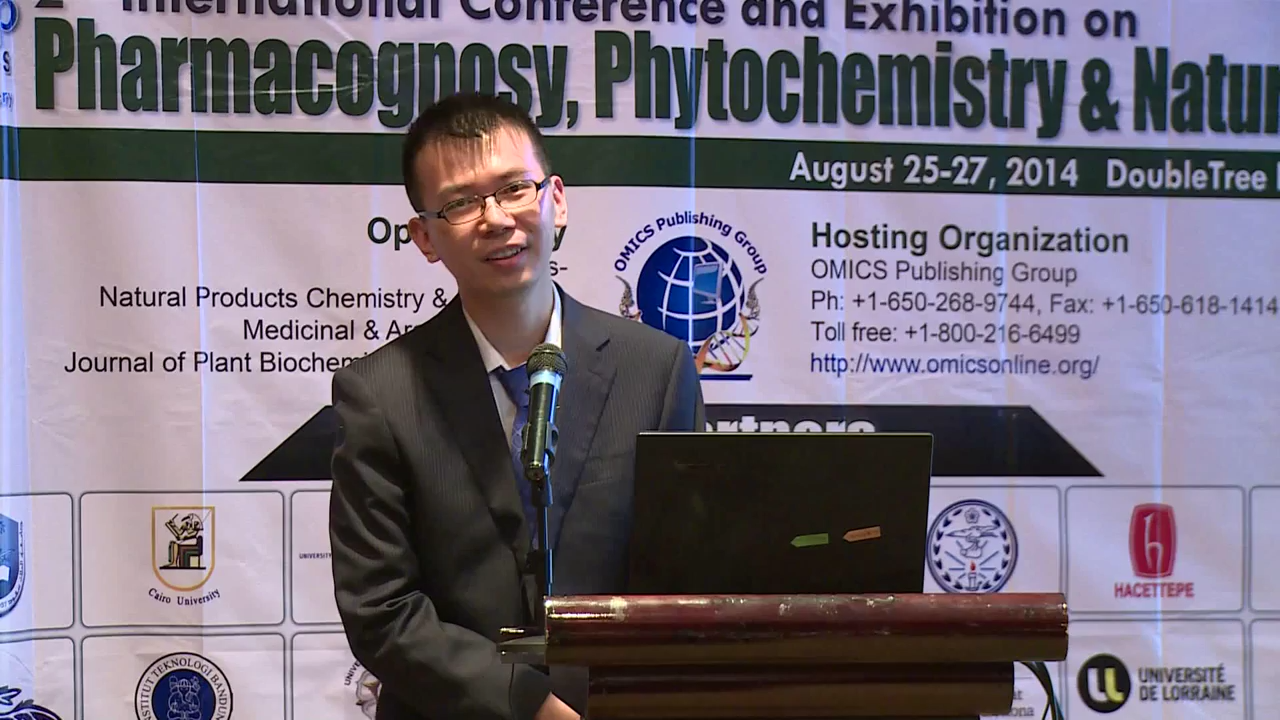 International Conference and Exhibition on
Pharmacognosy, Phytochemistry & Natur
August 25-27, 2014 DoubleTree
OMICS Publishing Group
Hosting Organization
OMICS Publishing Group
Ph: +1-650-268-9744, Fax: +1-650-618-1414
Toll free: +1-800-216-6499
http://www.omicsonline.org/
Natural Products Chemistry &
Medicinal & Ar
Journal of Plant Biochemi
artners
Cairo University
UNIVERSITY
HACETTEPE
INSTITUT TEKNOLOGI BANDUNG
UNIVERSITÉ
DE LORRAINE